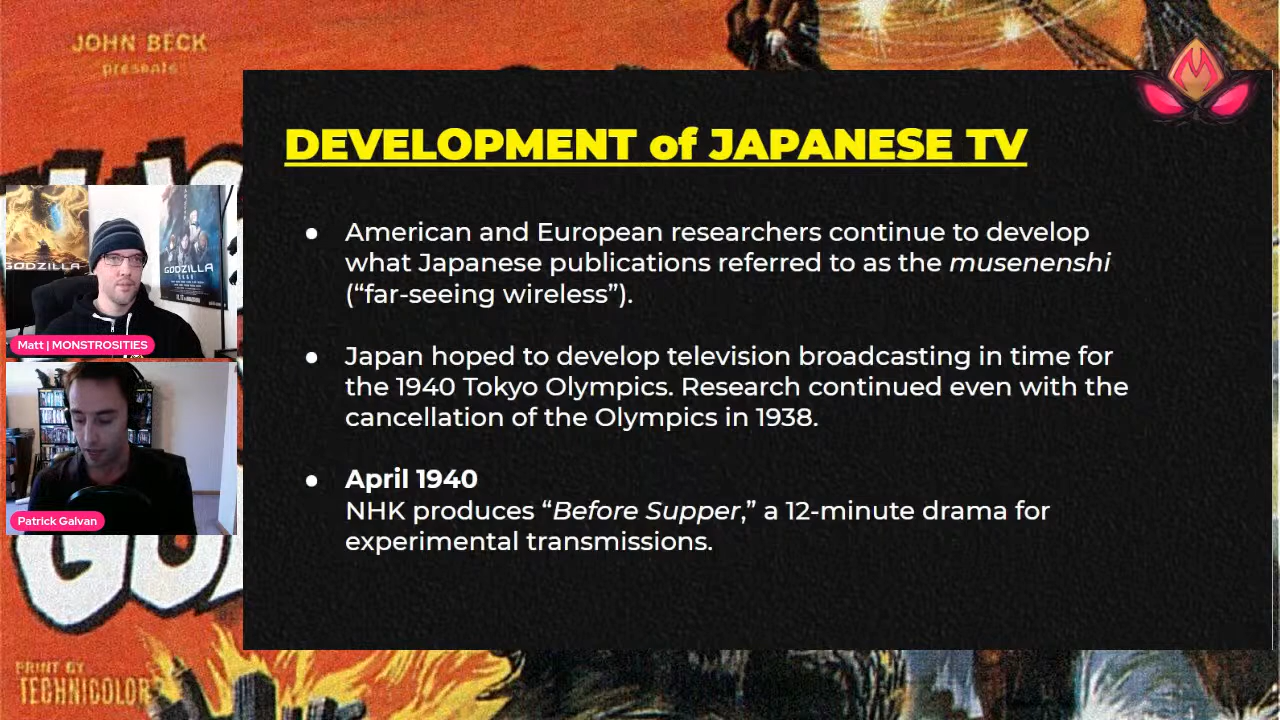 JOHN BECK
presents
DEVELOPMENT of JAPANESE TV
● American and European researchers continue to develop
what Japanese publications referred to as the musenenshi
(“far-seeing wireless”).
● Japan hoped to develop television broadcasting in time for
the 1940 Tokyo Olympics. Research continued even with the
cancellation of the Olympics in 1938.
● April 1940
NHK produces “Before Supper,” a 12-minute drama for
experimental transmissions.
GODZILLA
GODZILLA
Matt | MONSTROSITIES
Patrick Galvan
PRINT BY
TECHNICOLOR